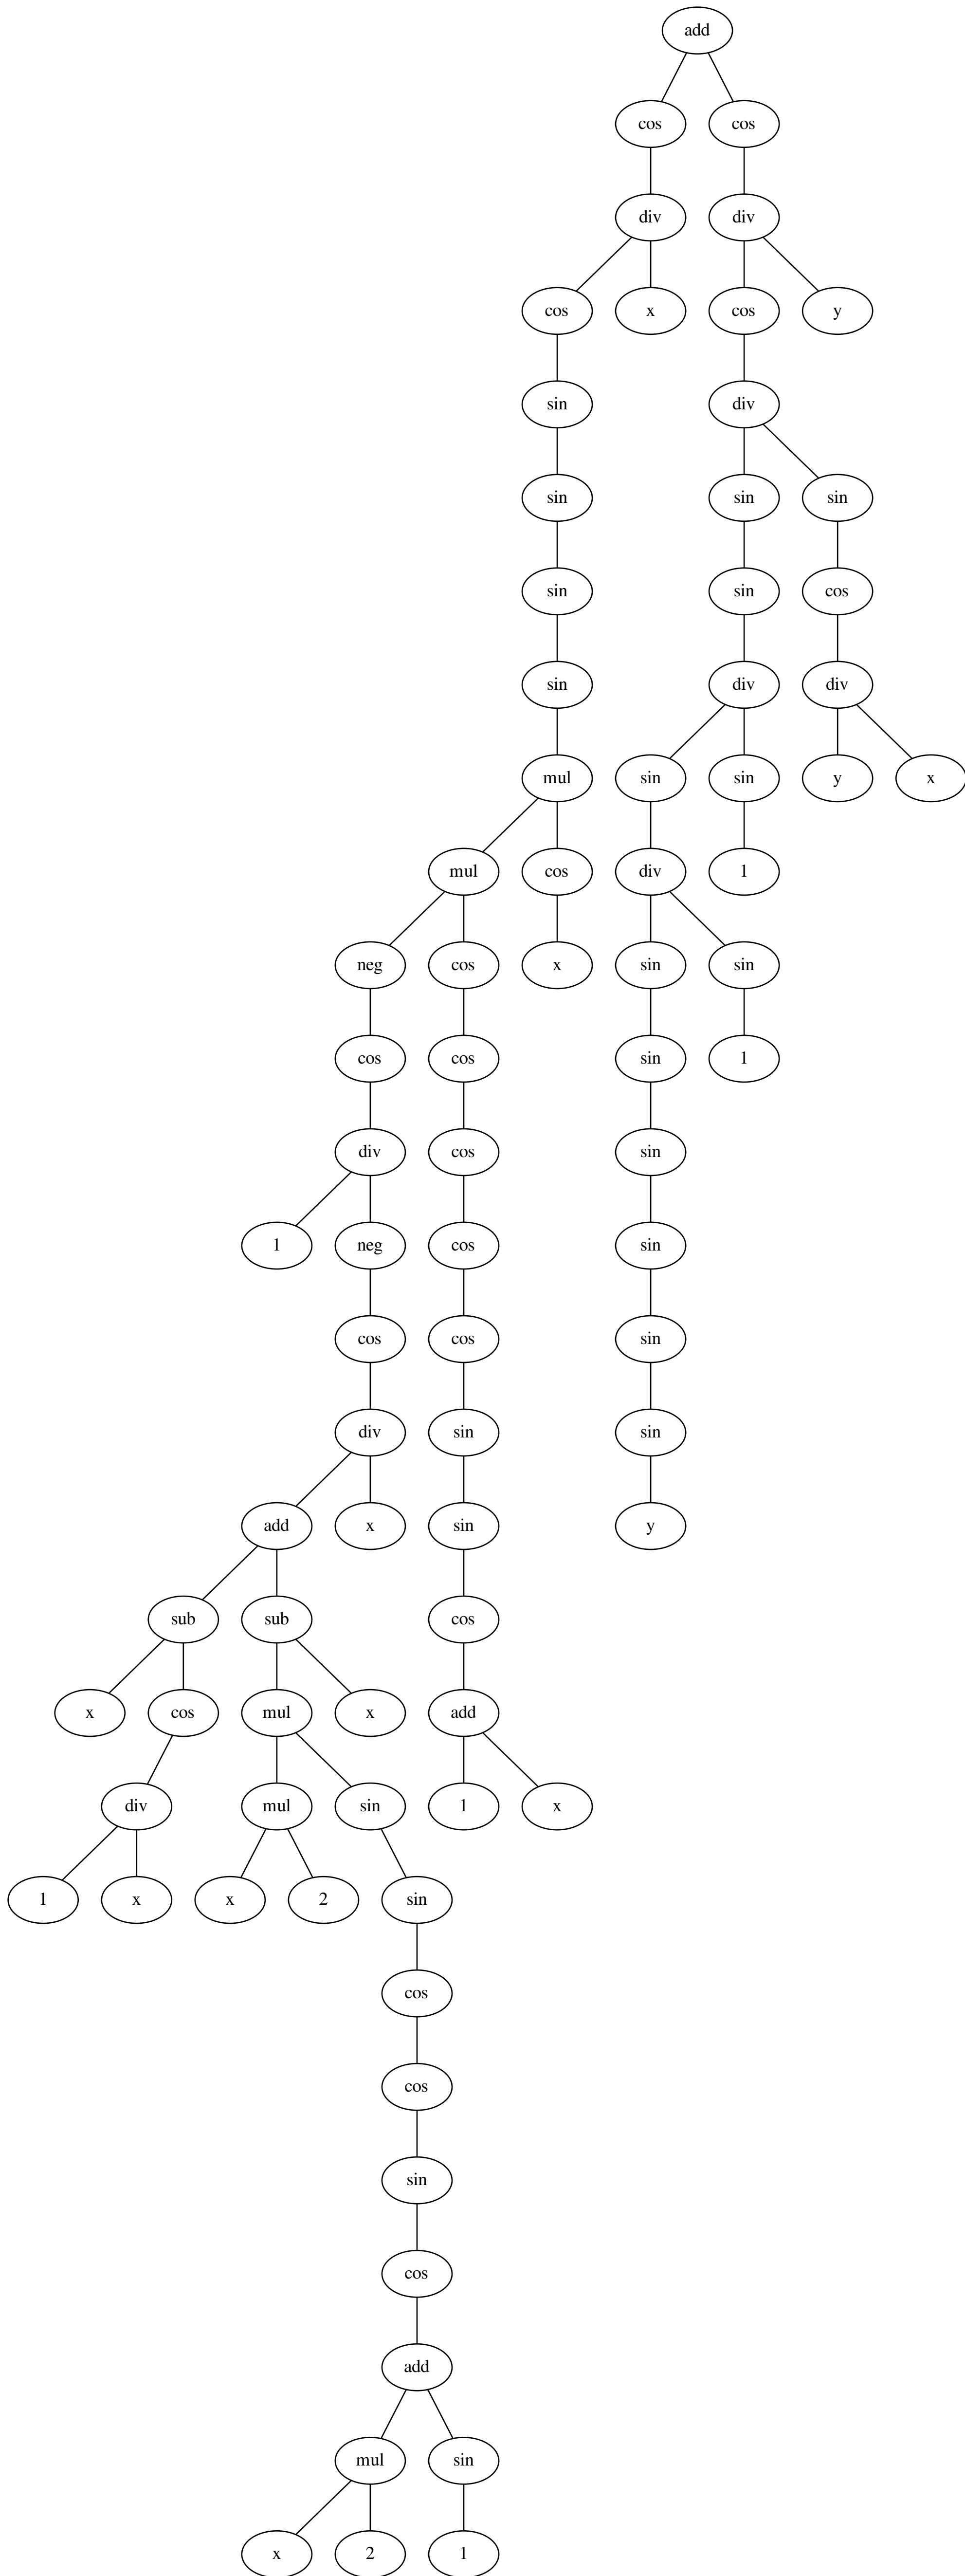 add
cos cos
div div
cos x cos y
sin div
sin sin sin
sin sin cos
sin div div
mul sin sin y x
mul cos div 1
neg cos x sin sin
cos cos sin 1
div cos sin
1 neg cos sin
cos cos sin
div sin sin
add x sin y
sub sub cos
x cos mul x add
div mul sin 1 x
1 x x 2 sin
cos
cos
sin
cos
add
mul sin
x 2 1